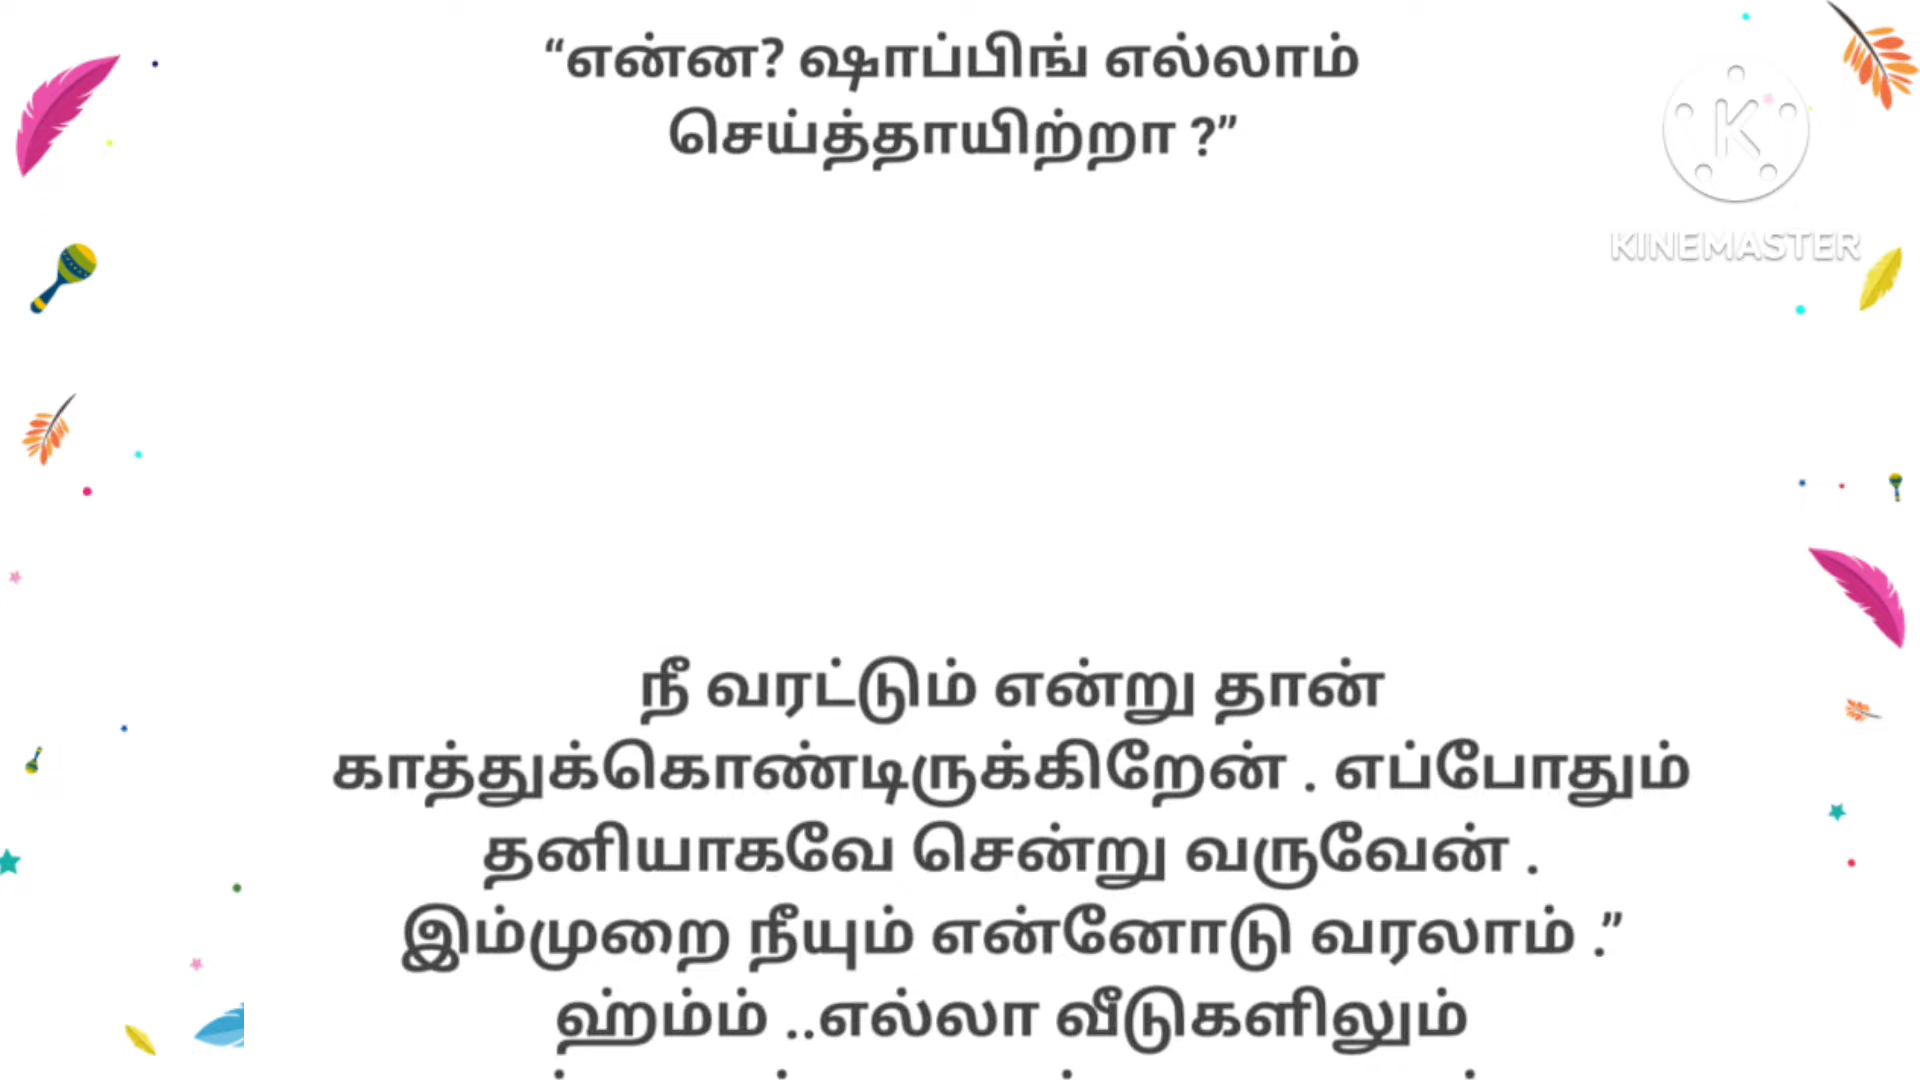 “என்ன? ஷாப்பிங் எல்லாம்
செய்த்தாயிற்றா ?”
KINEMASTER
நீ வரட்டும் என்று தான்
காத்துக்கொண்டிருக்கிறேன் . எப்போதும்
தனியாகவே சென்று வருவேன் .
இம்முறை நீயும் என்னோடு வரலாம் .”
ஹ்ம்ம் ..எல்லா வீடுகளிலும்